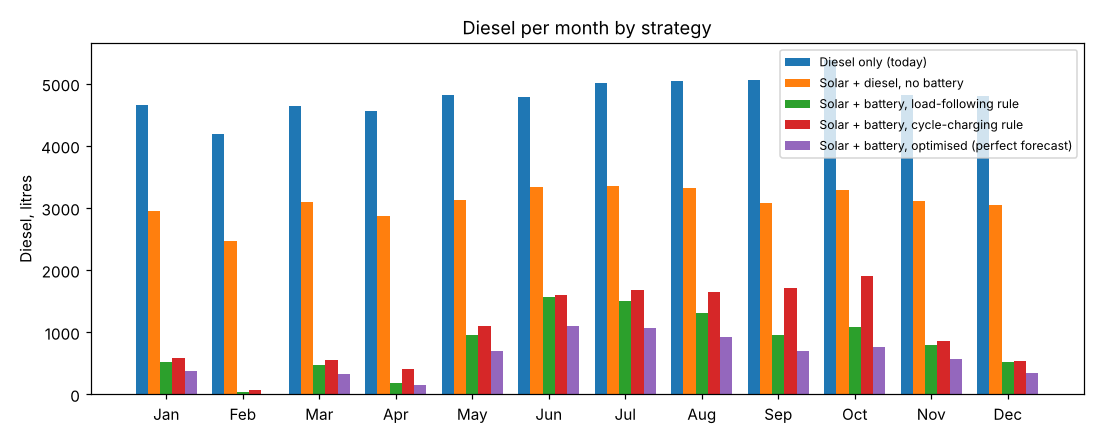 Diesel per month by strategy
Diesel only (today)
Solar + diesel, no battery
Solar + battery, load-following rule
Solar + battery, cycle-charging rule
Solar + battery, optimised (perfect forecast)
Diesel, litres
5000
4000
3000
2000
1000
0
Jan Feb Mar Apr May Jun Jul Aug Sep Oct Nov Dec